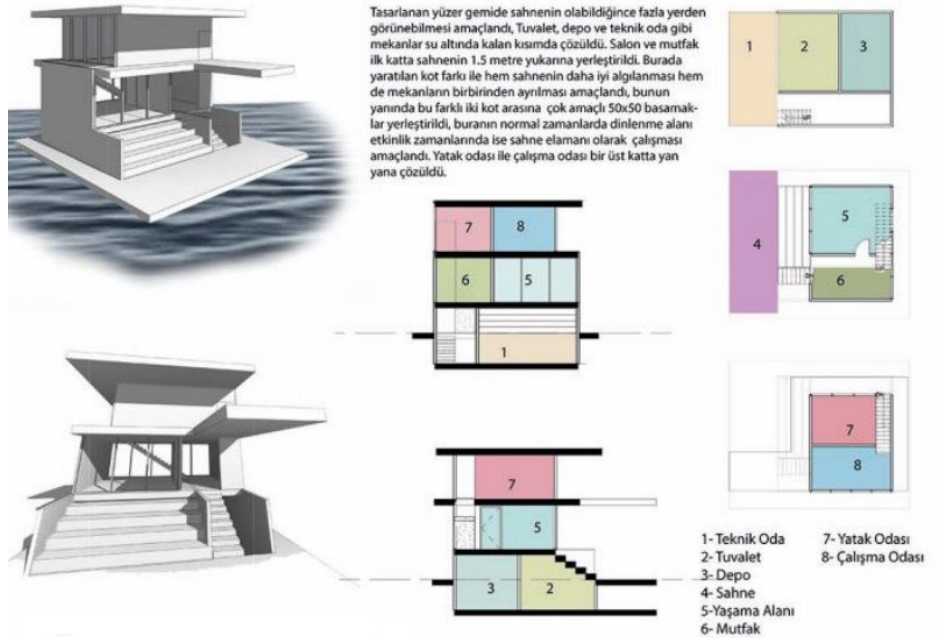 Tasarlanan yüzer gemide sahnenin olabildiğince fazla yerden
görünebilmesi amaçlandı, Tuvalet, depo ve teknik oda gibi
mekanlar su altında kalan kısımda çözüldü. Salon ve mutfak
ilk katta sahnenin 1.5 metre yukarına yerleştirildi. Burada
yaratılan kot farkı ile hem sahnenin daha iyi algılanması hem
de mekanların birbirinden ayrılması amaçlandı, bunun
yanında bu farklı iki kot arasına çok amaçlı 50x50 basamak-
lar yerleştirildi, buranın normal zamanlarda dinlenme alanı
etkinlik zamanlarında ise sahne elamanı olarak çalışması
amaçlandı. Yatak odası ile çalışma odası bir üst katta yan
yana çözüldü.
1
2
3
7
8
6
5
1
4
5
6
7
8
7
5
3
2
1- Teknik Oda
2- Tuvalet
3- Depo
4- Sahne
5-Yaşama Alanı
6- Mutfak
7- Yatak Odası
8- Çalışma Odası